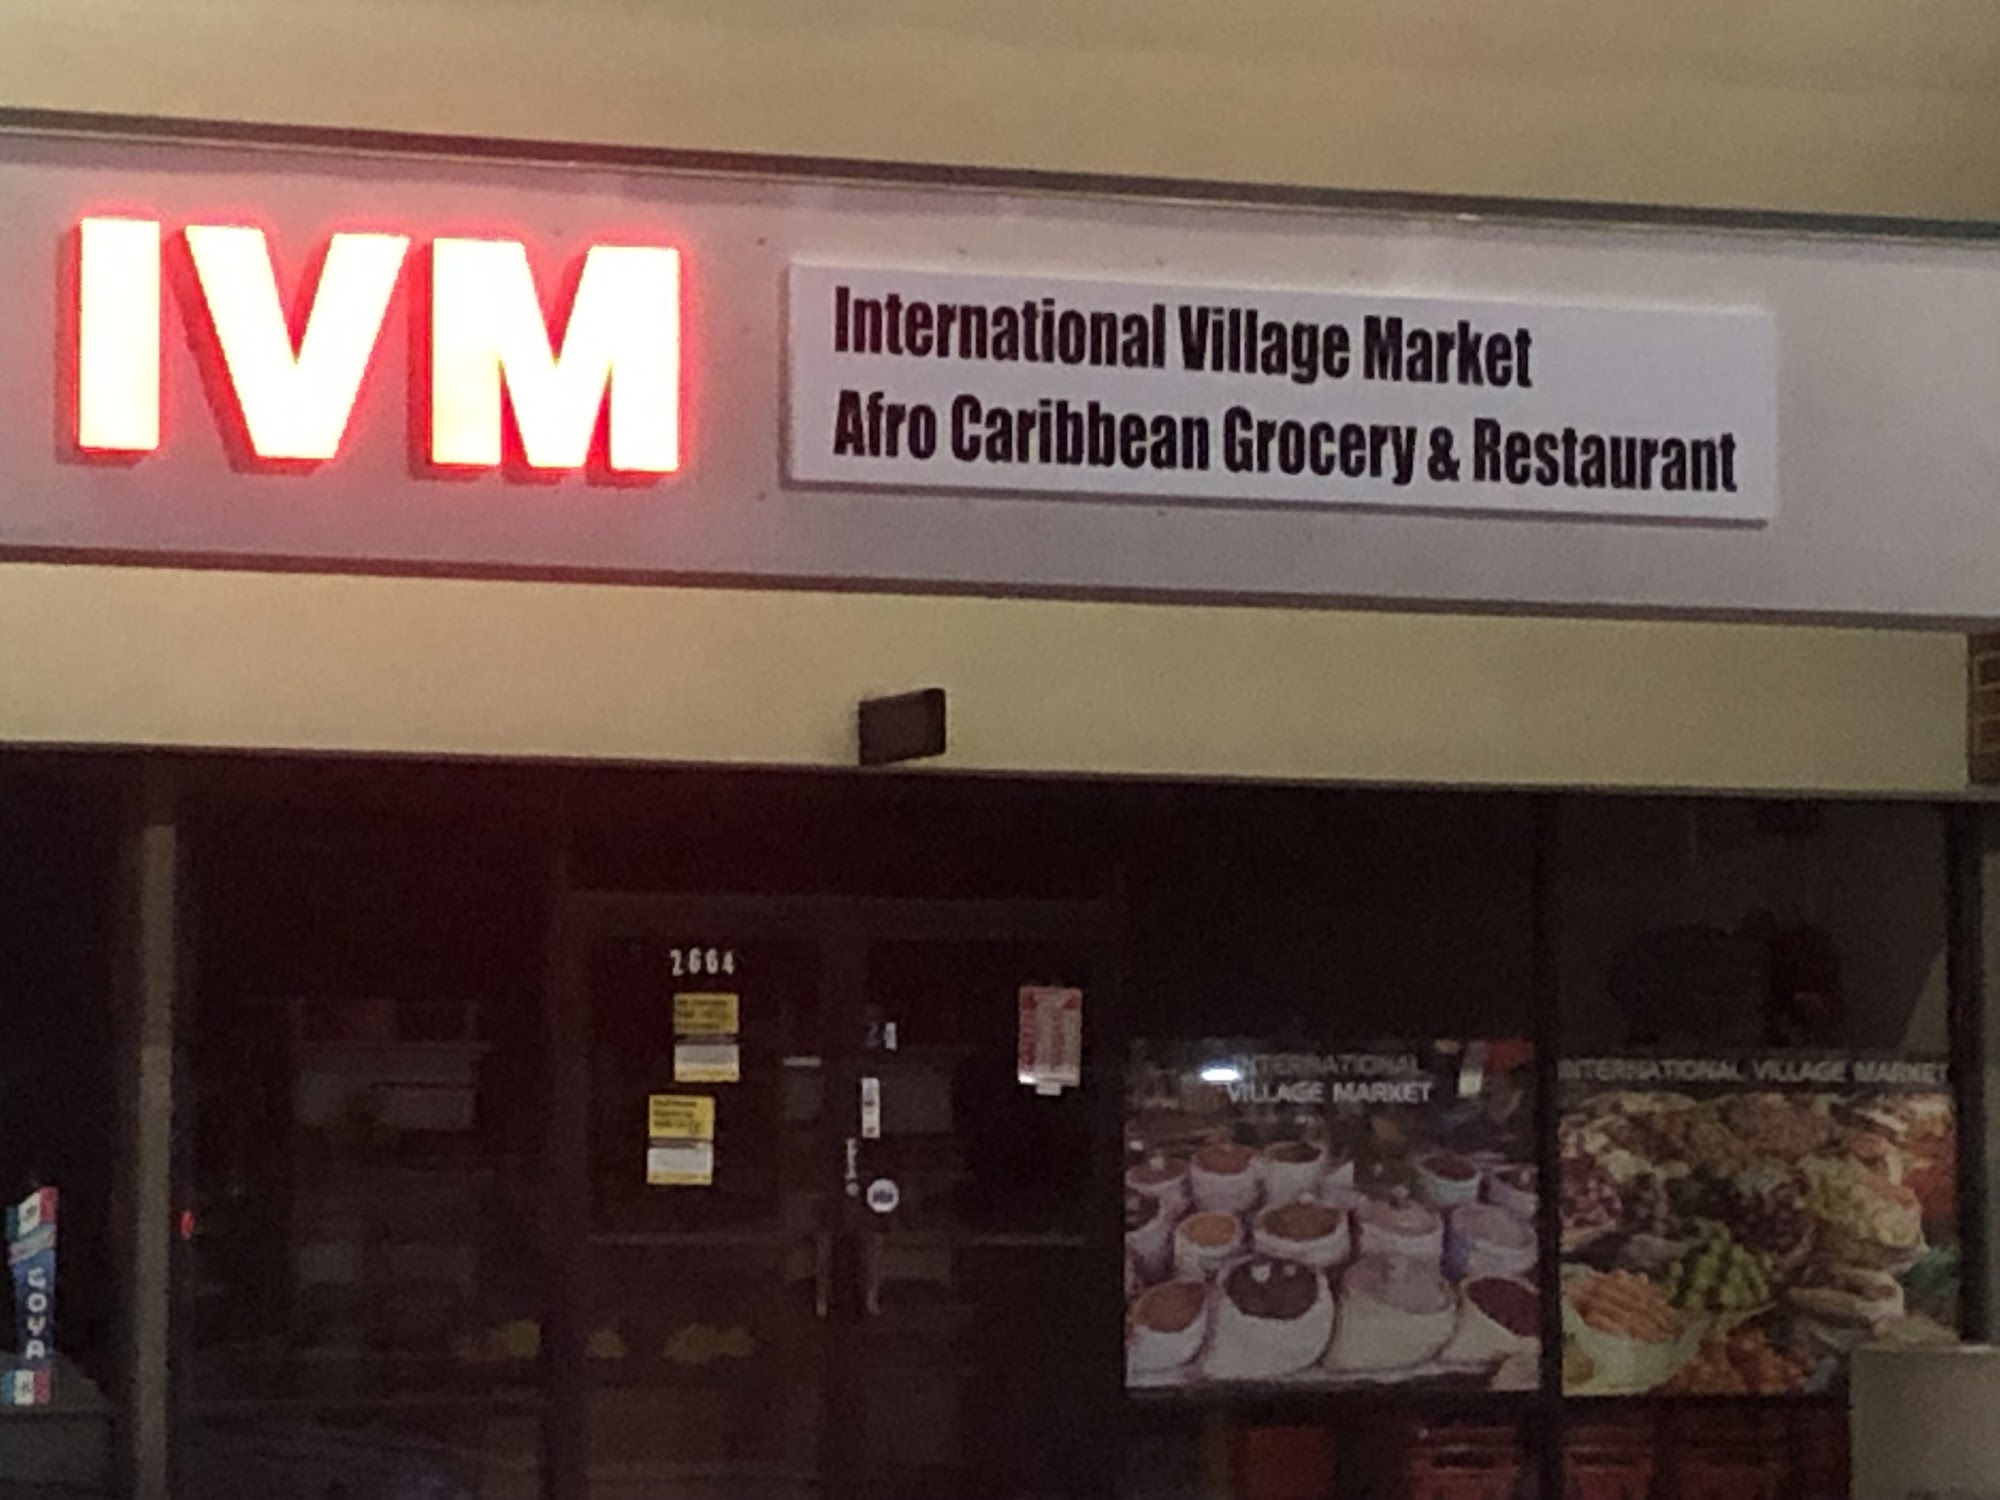 IVM
International Village Market
Afro Caribbean Grocery & Restaurant
2664
INTERNATIONAL
VILLAGE MARKET
INTERNATIONAL VILLAGE MARKET
GOYA